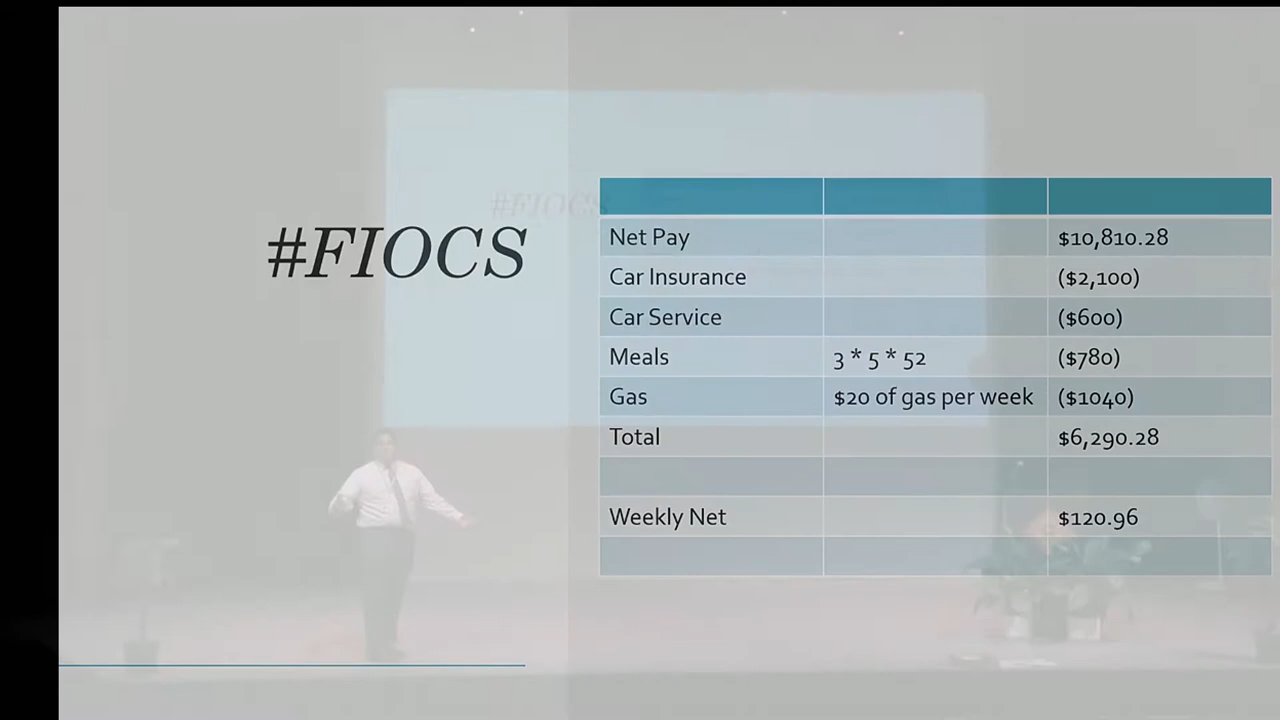 #FIOCS
#FIOCS
Net Pay $10,810.28
Car Insurance ($2,100)
Car Service ($600)
Meals 3 * 5 * 52 ($780)
Gas $20 of gas per week ($1040)
Total $6,290.28
Weekly Net $120.96